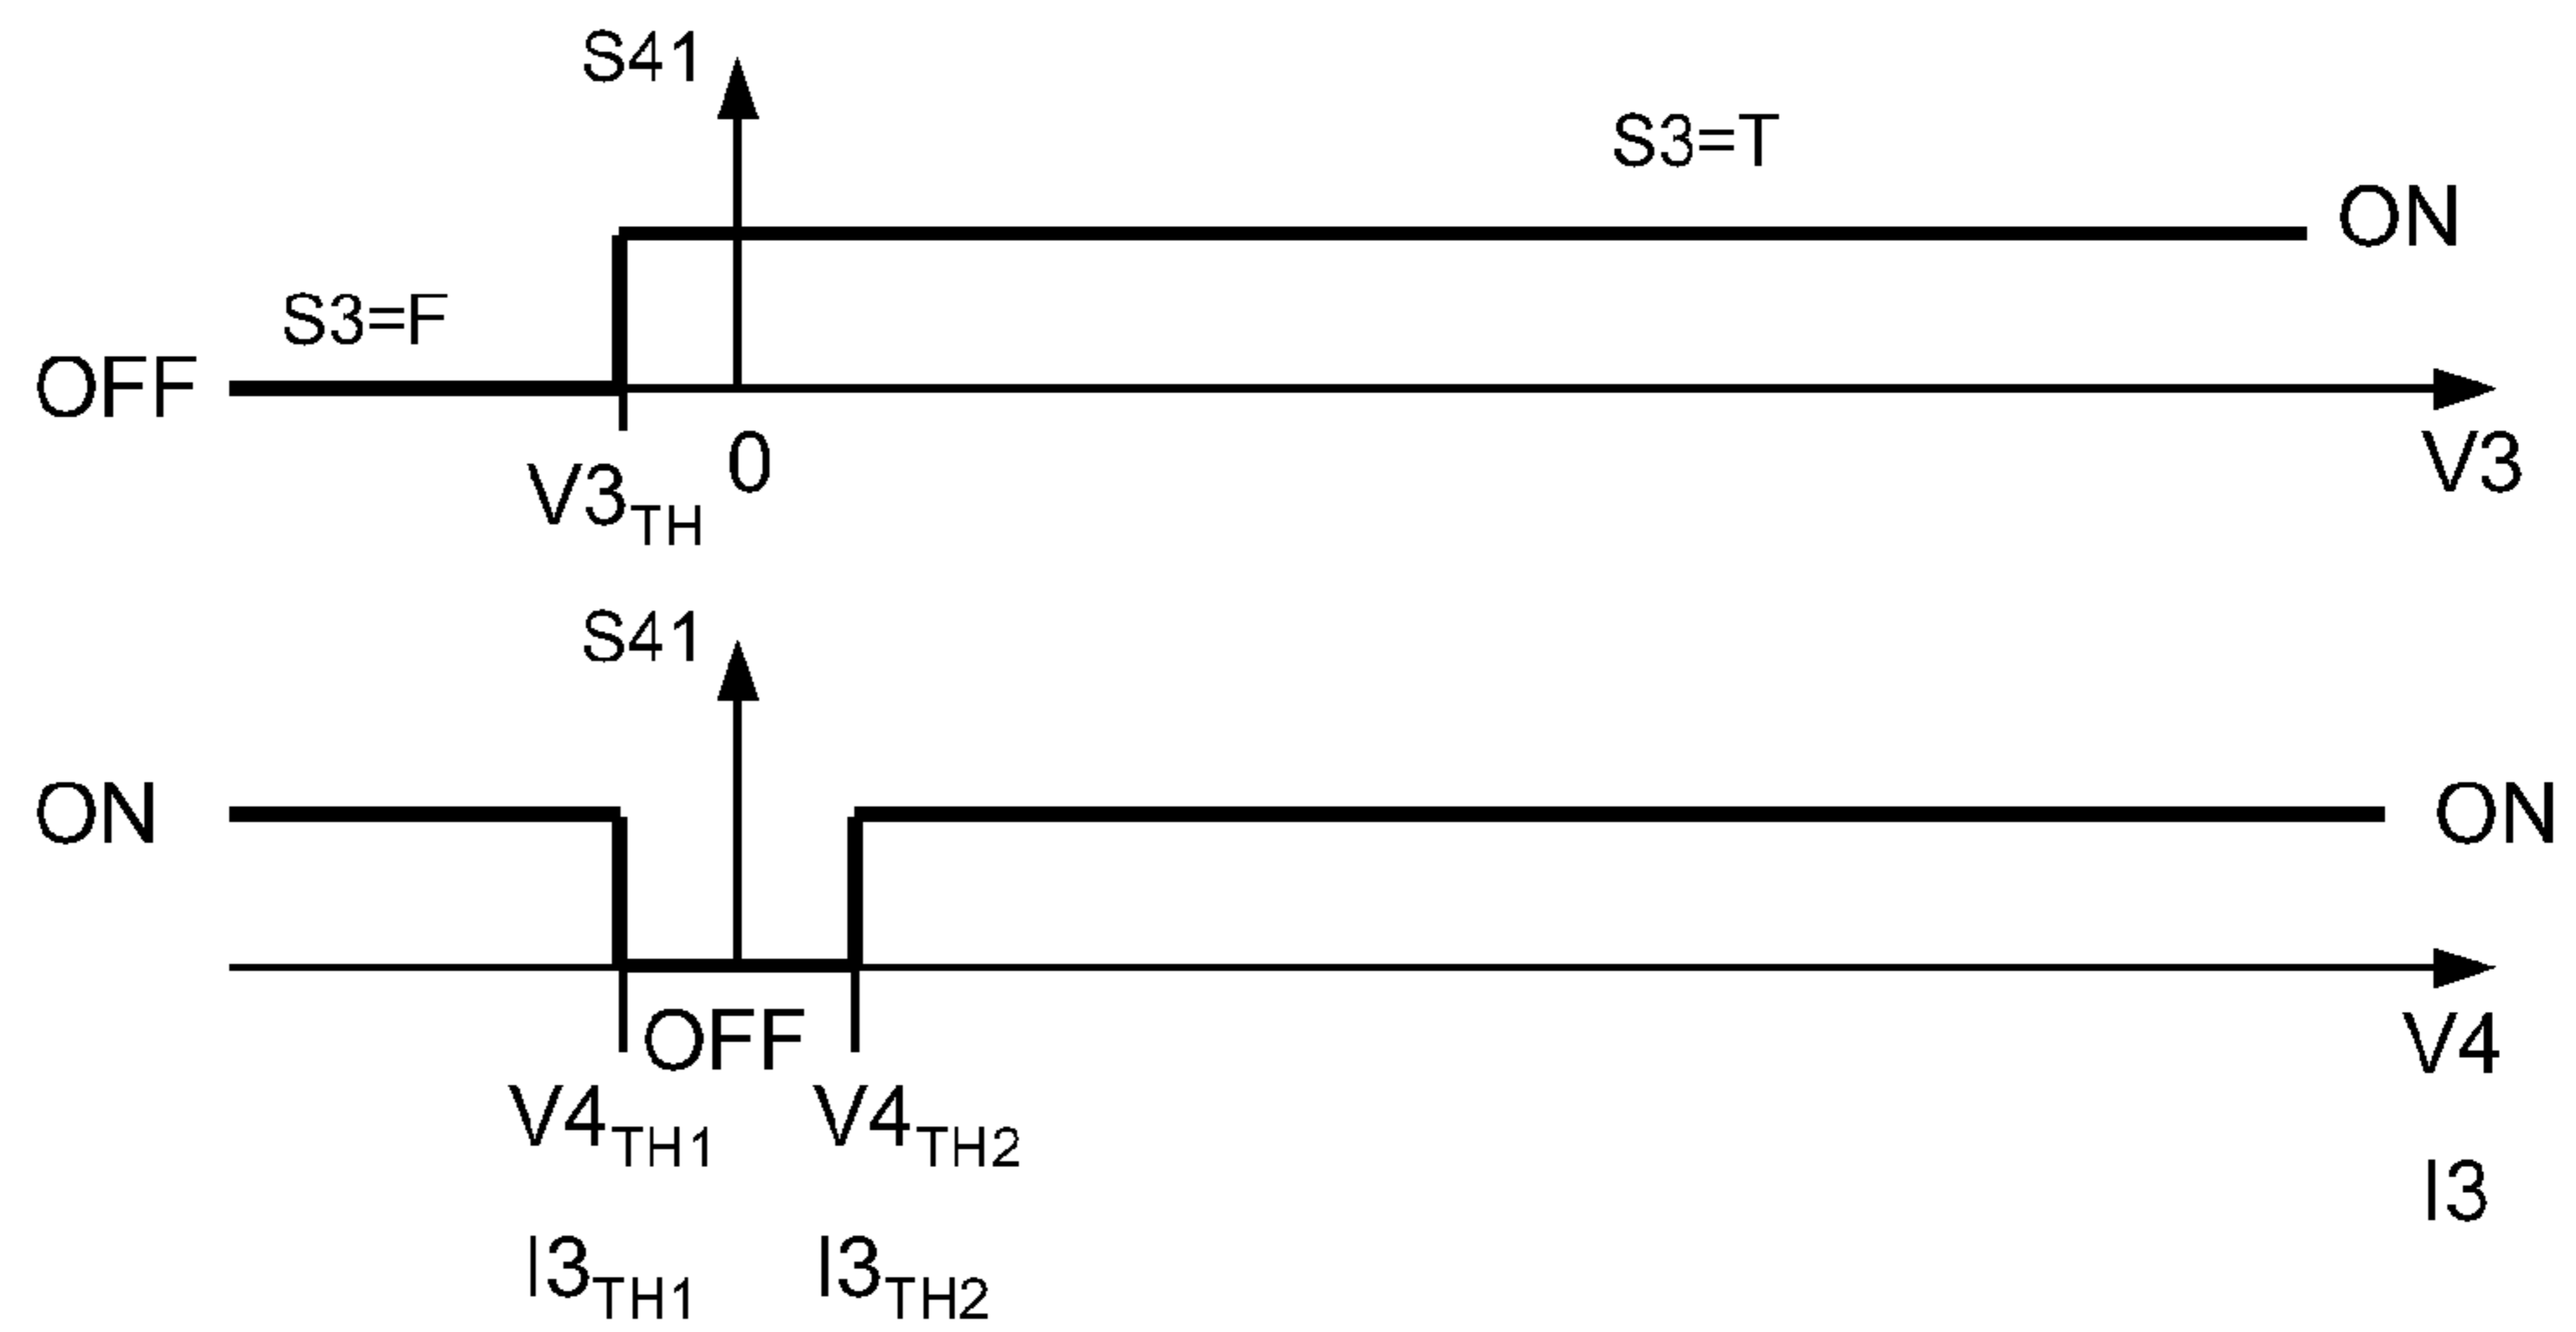 S41
S3=T
ON
S3=F
OFF
V3TH
0
V3
S41
ON
ON
OFF
V4TH1
V4TH2
V4
I3TH1
I3TH2
I3